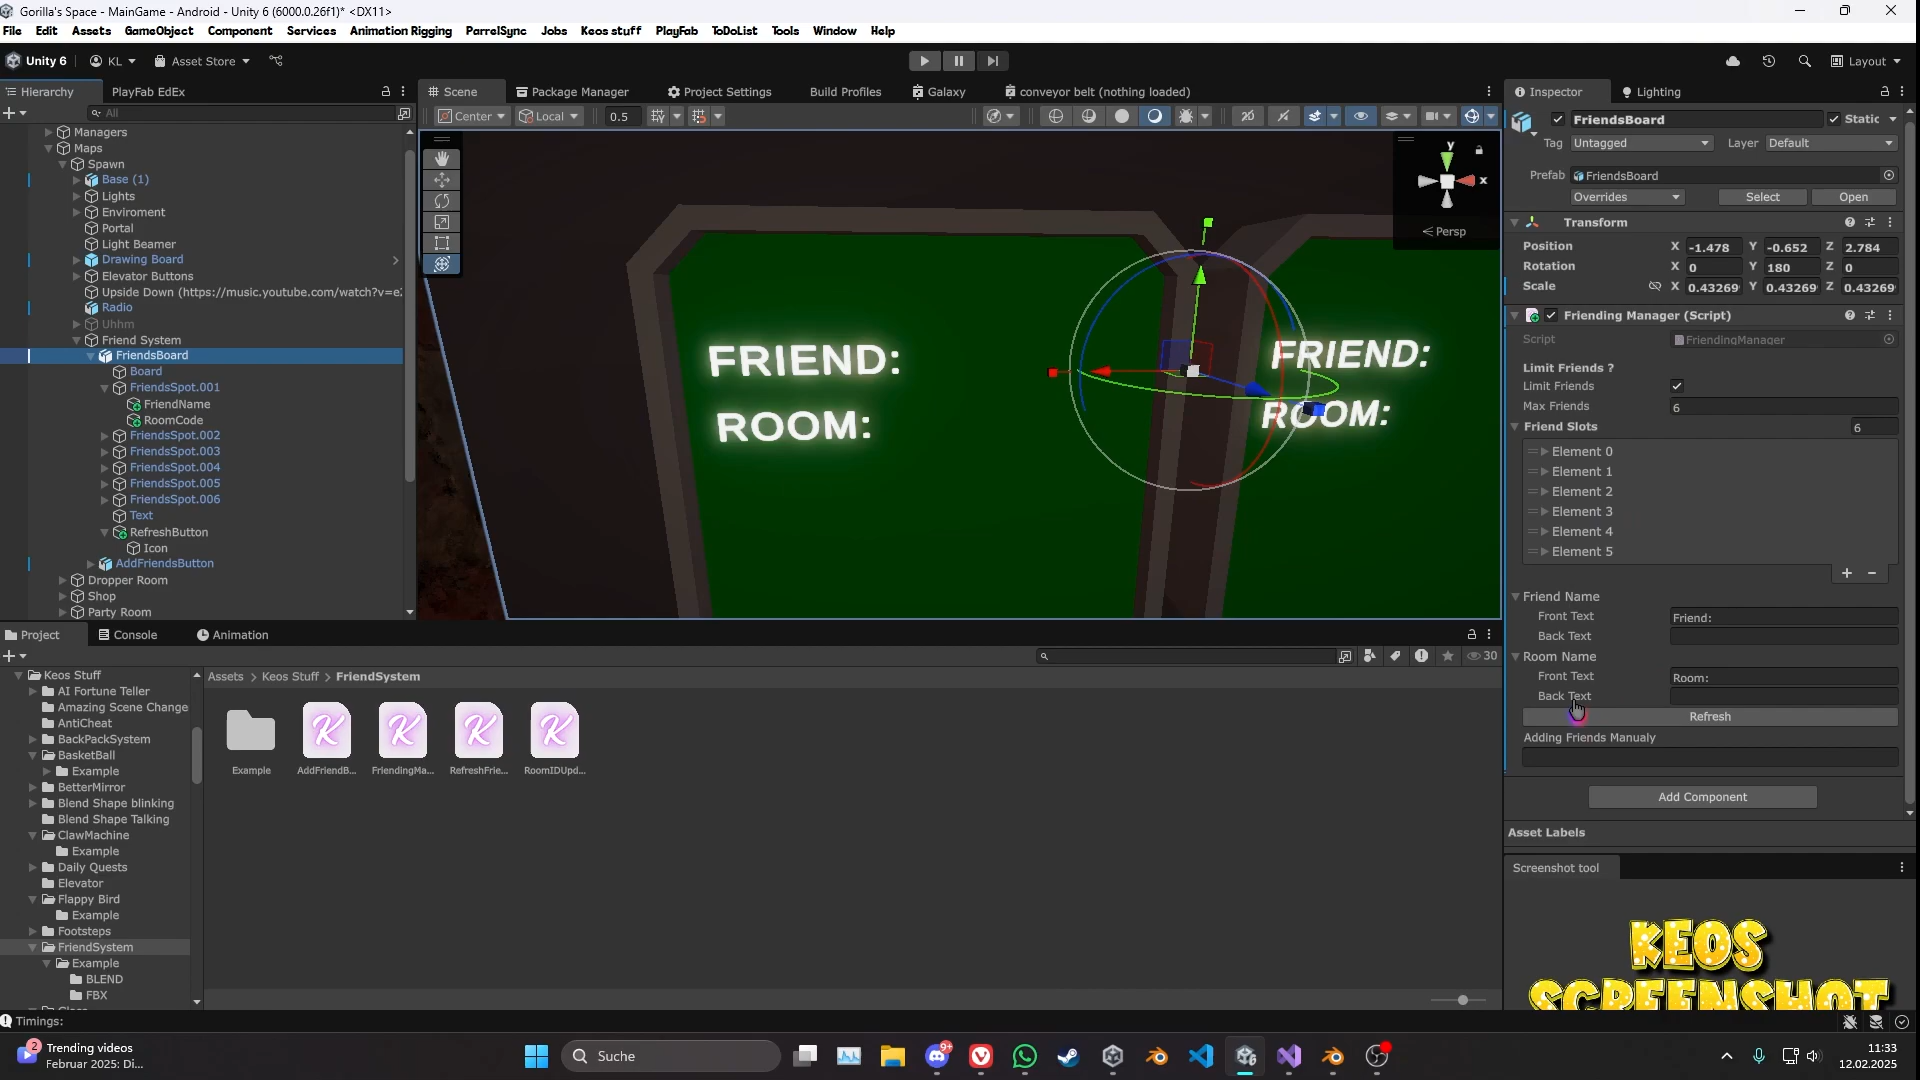 Gorilla's Space - MainGame - Android - Unity 6 (6000.0.26f1)* <DX11>
File Edit Assets GameObject Component Services Animation Rigging ParrelSync Jobs Keos stuff PlayFab ToDoList Tools Window Help
Unity 6 KL Asset Store Layout
Hierarchy PlayFab EdEx
All
Managers
Maps
Spawn
Base (1)
Lights
Enviroment
Portal
Light Beamer
Drawing Board
Elevator Buttons
Upside Down (https://music.youtube.com/watch?v=e
Radio
Uhhm
Friend System
FriendsBoard
Board
FriendsSpot.001
FriendName
RoomCode
FriendsSpot.002
FriendsSpot.003
FriendsSpot.004
FriendsSpot.005
FriendsSpot.006
Text
RefreshButton
Icon
AddFriendsButton
Dropper Room
Shop
Party Room
Scene Package Manager Project Settings Build Profiles Galaxy conveyor belt (nothing loaded)
Center Local 0.5 2D
y
x
Persp
FRIEND:
ROOM:
FRIEND:
ROOM:
Inspector Lighting
FriendsBoard Static
Tag Untagged Layer Default
Prefab FriendsBoard
Overrides Select Open
Transform
Position X -1.478 Y -0.652 Z 2.784
Rotation X 0 Y 180 Z 0
Scale X 0.43269 Y 0.43269 Z 0.43269
Friending Manager (Script)
Script FriendingManager
Limit Friends ?
Limit Friends
Max Friends 6
Friend Slots 6
Element 0
Element 1
Element 2
Element 3
Element 4
Element 5
+ -
Friend Name
Front Text Friend:
Back Text
Room Name
Front Text Room:
Back Text
Refresh
Adding Friends Manualy
Add Component
Asset Labels
Screenshot tool
KEOS
SCREENSHOT
Project Console Animation
30
Keos Stuff
AI Fortune Teller
Amazing Scene Change
AntiCheat
BackPackSystem
BasketBall
Example
BetterMirror
Blend Shape blinking
Blend Shape Talking
ClawMachine
Example
Daily Quests
Elevator
Flappy Bird
Example
Footsteps
FriendSystem
Example
BLEND
FBX
Assets > Keos Stuff > FriendSystem
K K K K
Example AddFriendB... FriendingMa... RefreshFrie... RoomIDUpd...
Timings:
2 Trending videos
Februar 2025: Di...
Suche
9+
11:33
12.02.2025